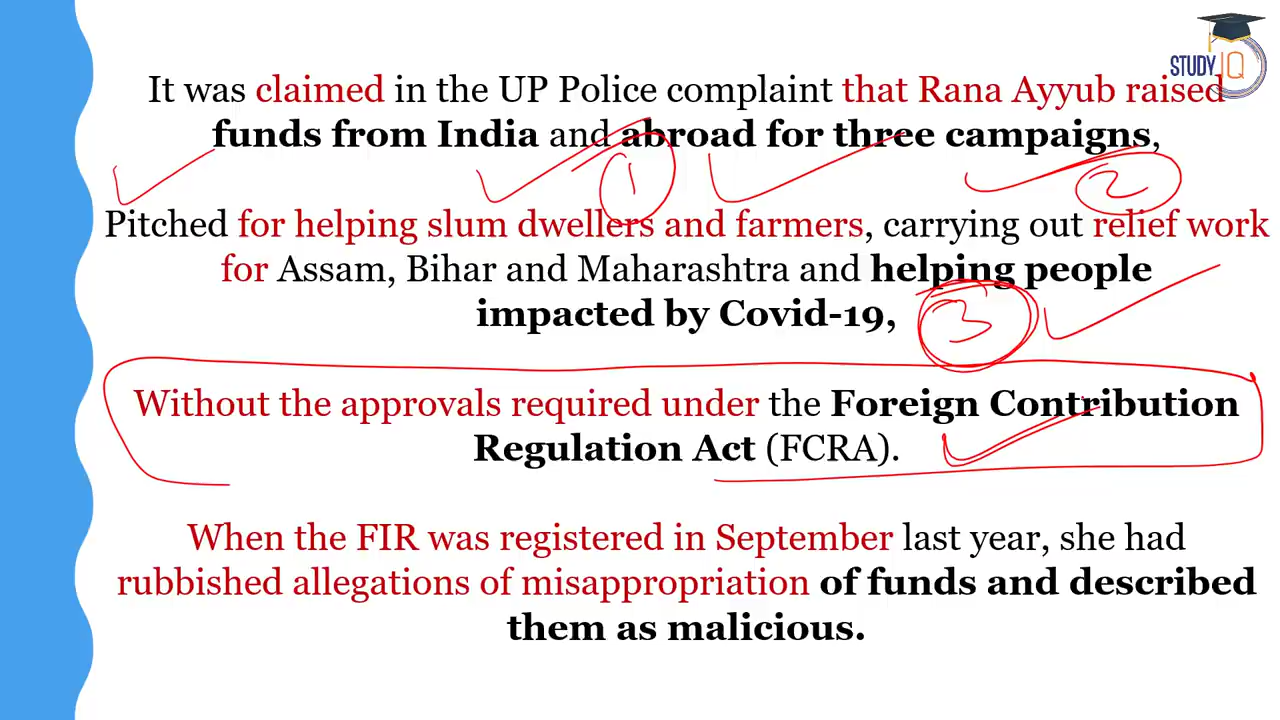 STUDY IQ
It was claimed in the UP Police complaint that Rana Ayyub raised
funds from India and abroad for three campaigns,
1
2
Pitched for helping slum dwellers and farmers, carrying out relief work
for Assam, Bihar and Maharashtra and helping people
impacted by Covid-19,
3
Without the approvals required under the Foreign Contribution
Regulation Act (FCRA).
When the FIR was registered in September last year, she had
rubbished allegations of misappropriation of funds and described
them as malicious.